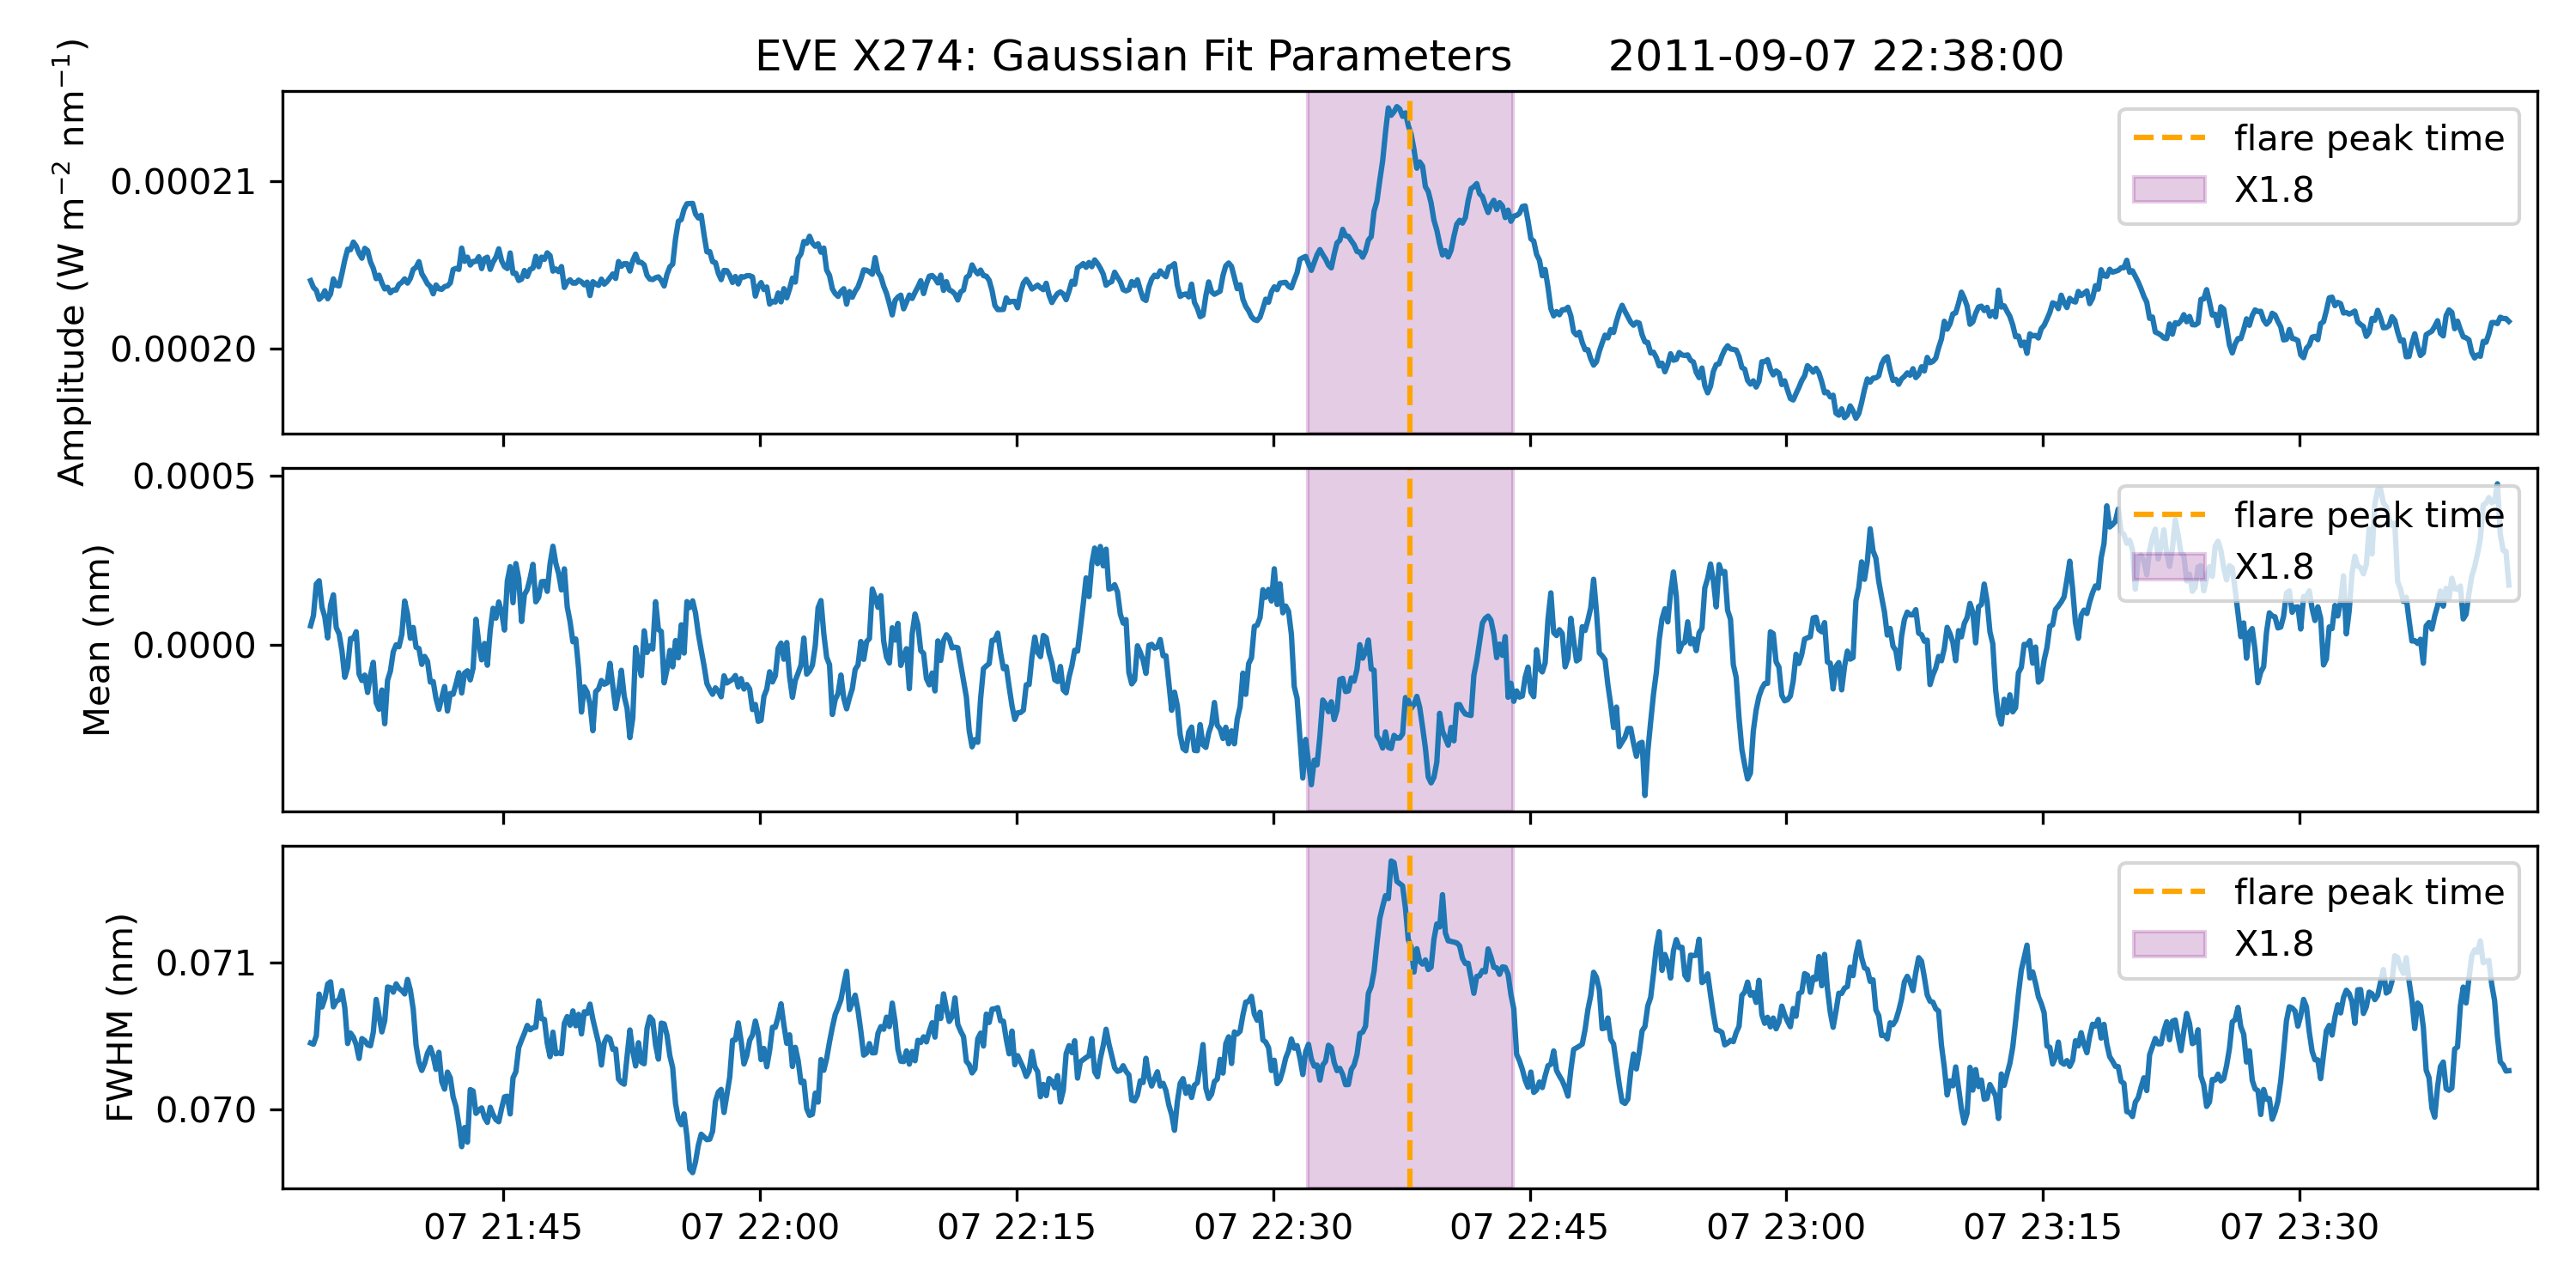 EVE X274: Gaussian Fit Parameters 2011-09-07 22:38:00
Amplitude (W m⁻² nm⁻¹)
0.00021
0.00020
flare peak time
X1.8
Mean (nm)
0.0005
0.0000
flare peak time
X1.8
FWHM (nm)
0.071
0.070
flare peak time
X1.8
07 21:45 07 22:00 07 22:15 07 22:30 07 22:45 07 23:00 07 23:15 07 23:30